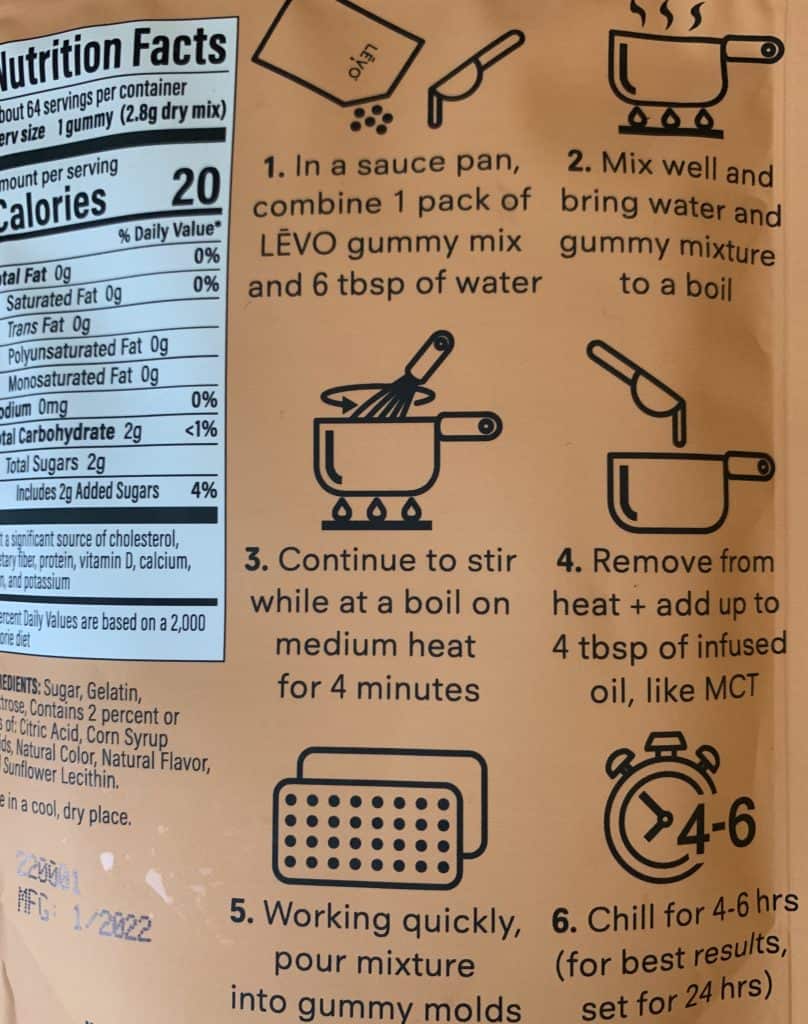 Nutrition Facts
bout 64 servings per container
erv size 1 gummy (2.8g dry mix)
mount per serving
Calories 20
% Daily Value*
tal Fat 0g 0%
Saturated Fat 0g 0%
Trans Fat 0g
Polyunsaturated Fat 0g
Monosaturated Fat 0g
odium 0mg 0%
tal Carbohydrate 2g <1%
Total Sugars 2g
Includes 2g Added Sugars 4%
t a significant source of cholesterol,
etary fiber, protein, vitamin D, calcium,
n, and potassium
ercent Daily Values are based on a 2,000
orie diet
REDIENTS: Sugar, Gelatin,
trose, Contains 2 percent or
s of: Citric Acid, Corn Syrup
ids, Natural Color, Natural Flavor,
Sunflower Lecithin.
e in a cool, dry place.
MFG: 1/2022
LĒVO
1. In a sauce pan,
combine 1 pack of
LĒVO gummy mix
and 6 tbsp of water
2. Mix well and
bring water and
gummy mixture
to a boil
3. Continue to stir
while at a boil on
medium heat
for 4 minutes
4. Remove from
heat + add up to
4 tbsp of infused
oil, like MCT
5. Working quickly,
pour mixture
into gummy molds
4-6
6. Chill for 4-6 hrs
(for best results,
set for 24 hrs)